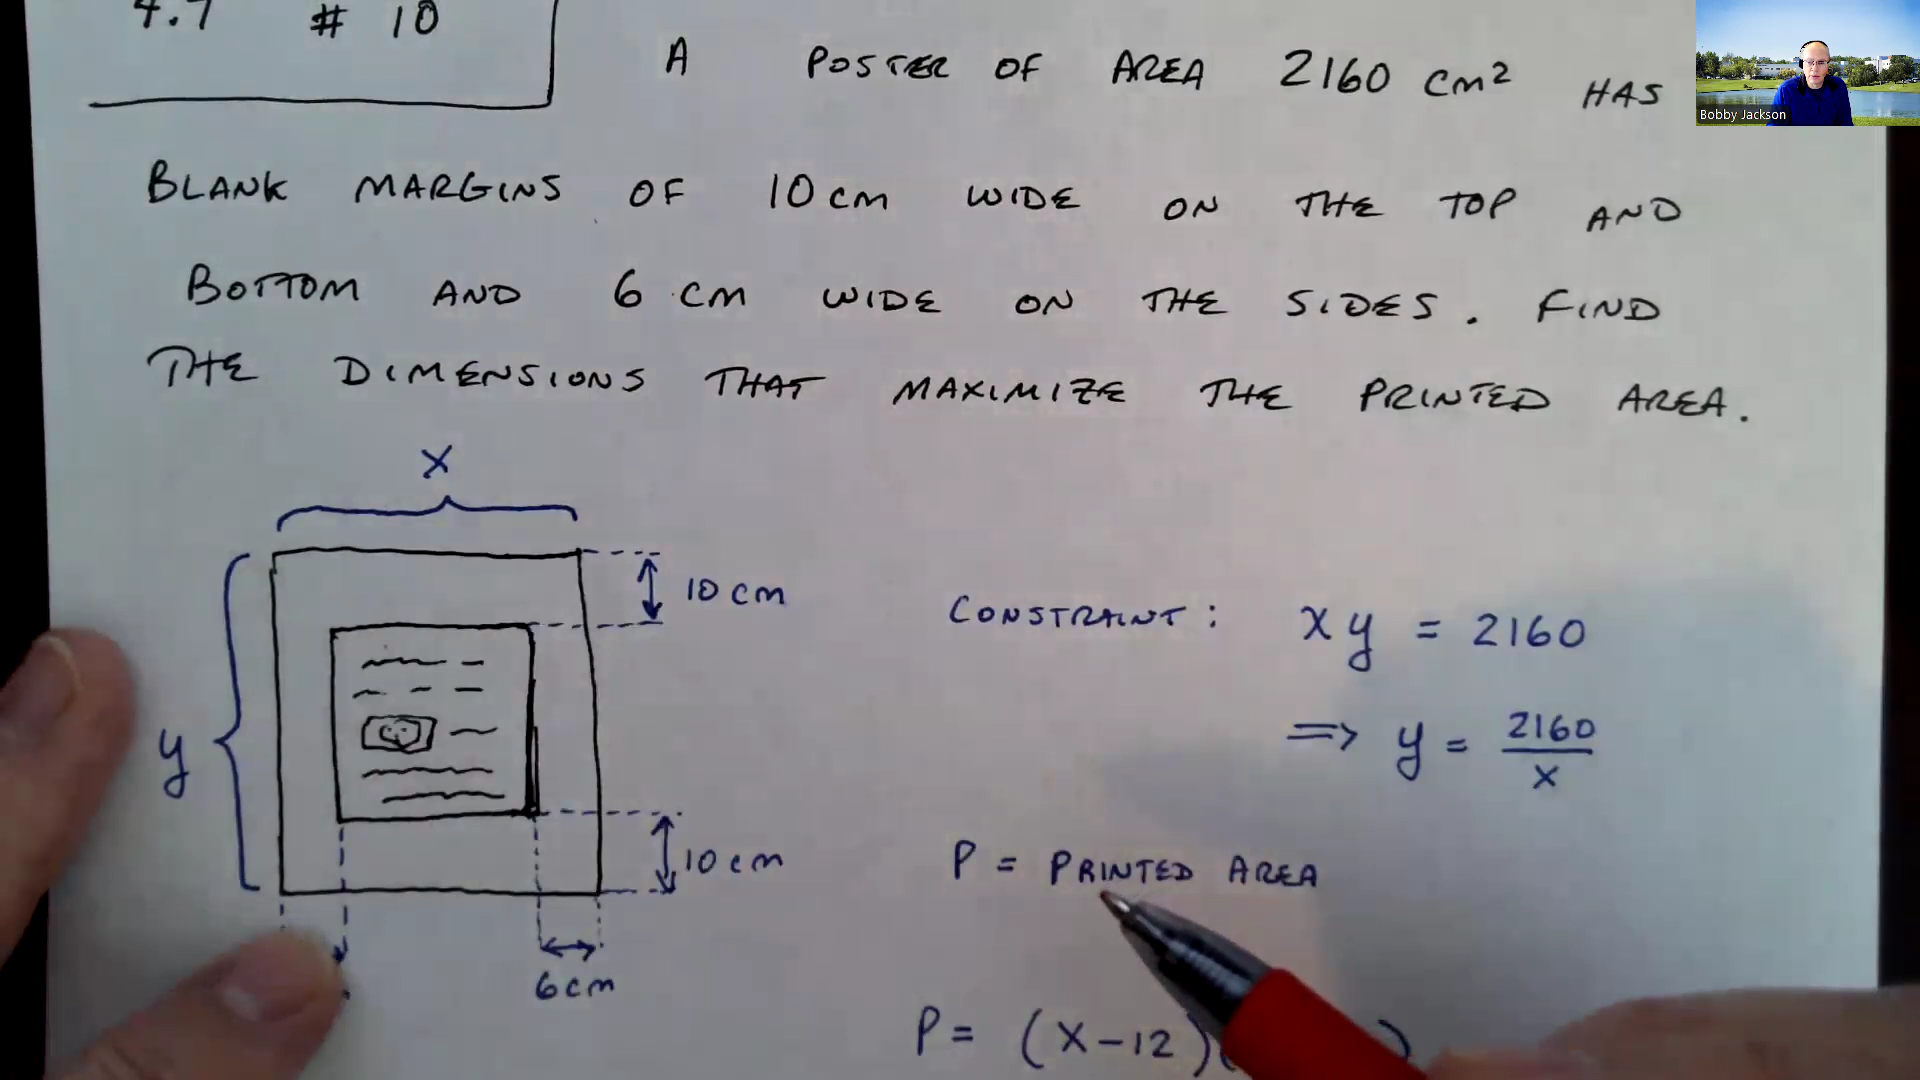 4.7 # 10
A POSTER OF AREA 2160 cm² HAS
BLANK MARGINS OF 10 cm WIDE ON THE TOP AND
BOTTOM AND 6 CM WIDE ON THE SIDES. FIND
THE DIMENSIONS THAT MAXIMIZE THE PRINTED AREA.
Bobby Jackson
x
10 cm
y
10 cm
6 cm
CONSTRAINT: xy = 2160
⇒ y = 2160/x
P = PRINTED AREA
P = (x-12)( )